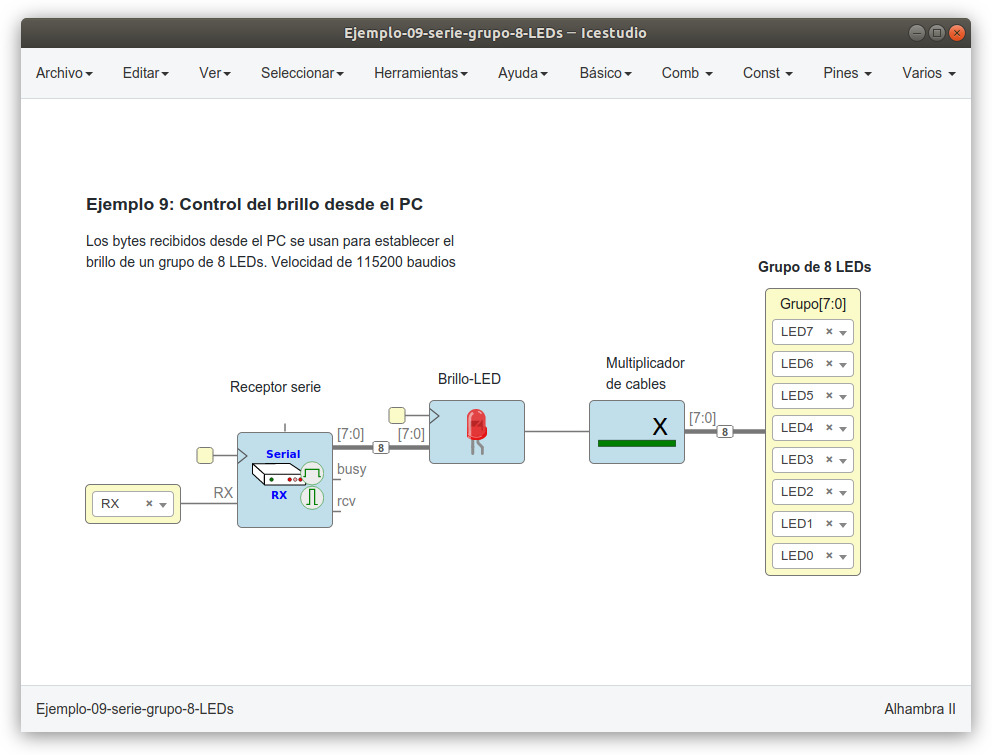 Ejemplo-09-serie-grupo-8-LEDs – Icestudio
Archivo Editar Ver Seleccionar Herramientas Ayuda Básico Comb Const Pines Varios
Ejemplo 9: Control del brillo desde el PC
Los bytes recibidos desde el PC se usan para establecer el
brillo de un grupo de 8 LEDs. Velocidad de 115200 baudios
Grupo de 8 LEDs
Grupo[7:0]
LED7
LED6
LED5
LED4
LED3
LED2
LED1
LED0
Multiplicador
de cables
X
[7:0]
8
Brillo-LED
Receptor serie
[7:0]
8
[7:0]
Serial
RX
busy
rcv
RX
RX
Ejemplo-09-serie-grupo-8-LEDs
Alhambra II